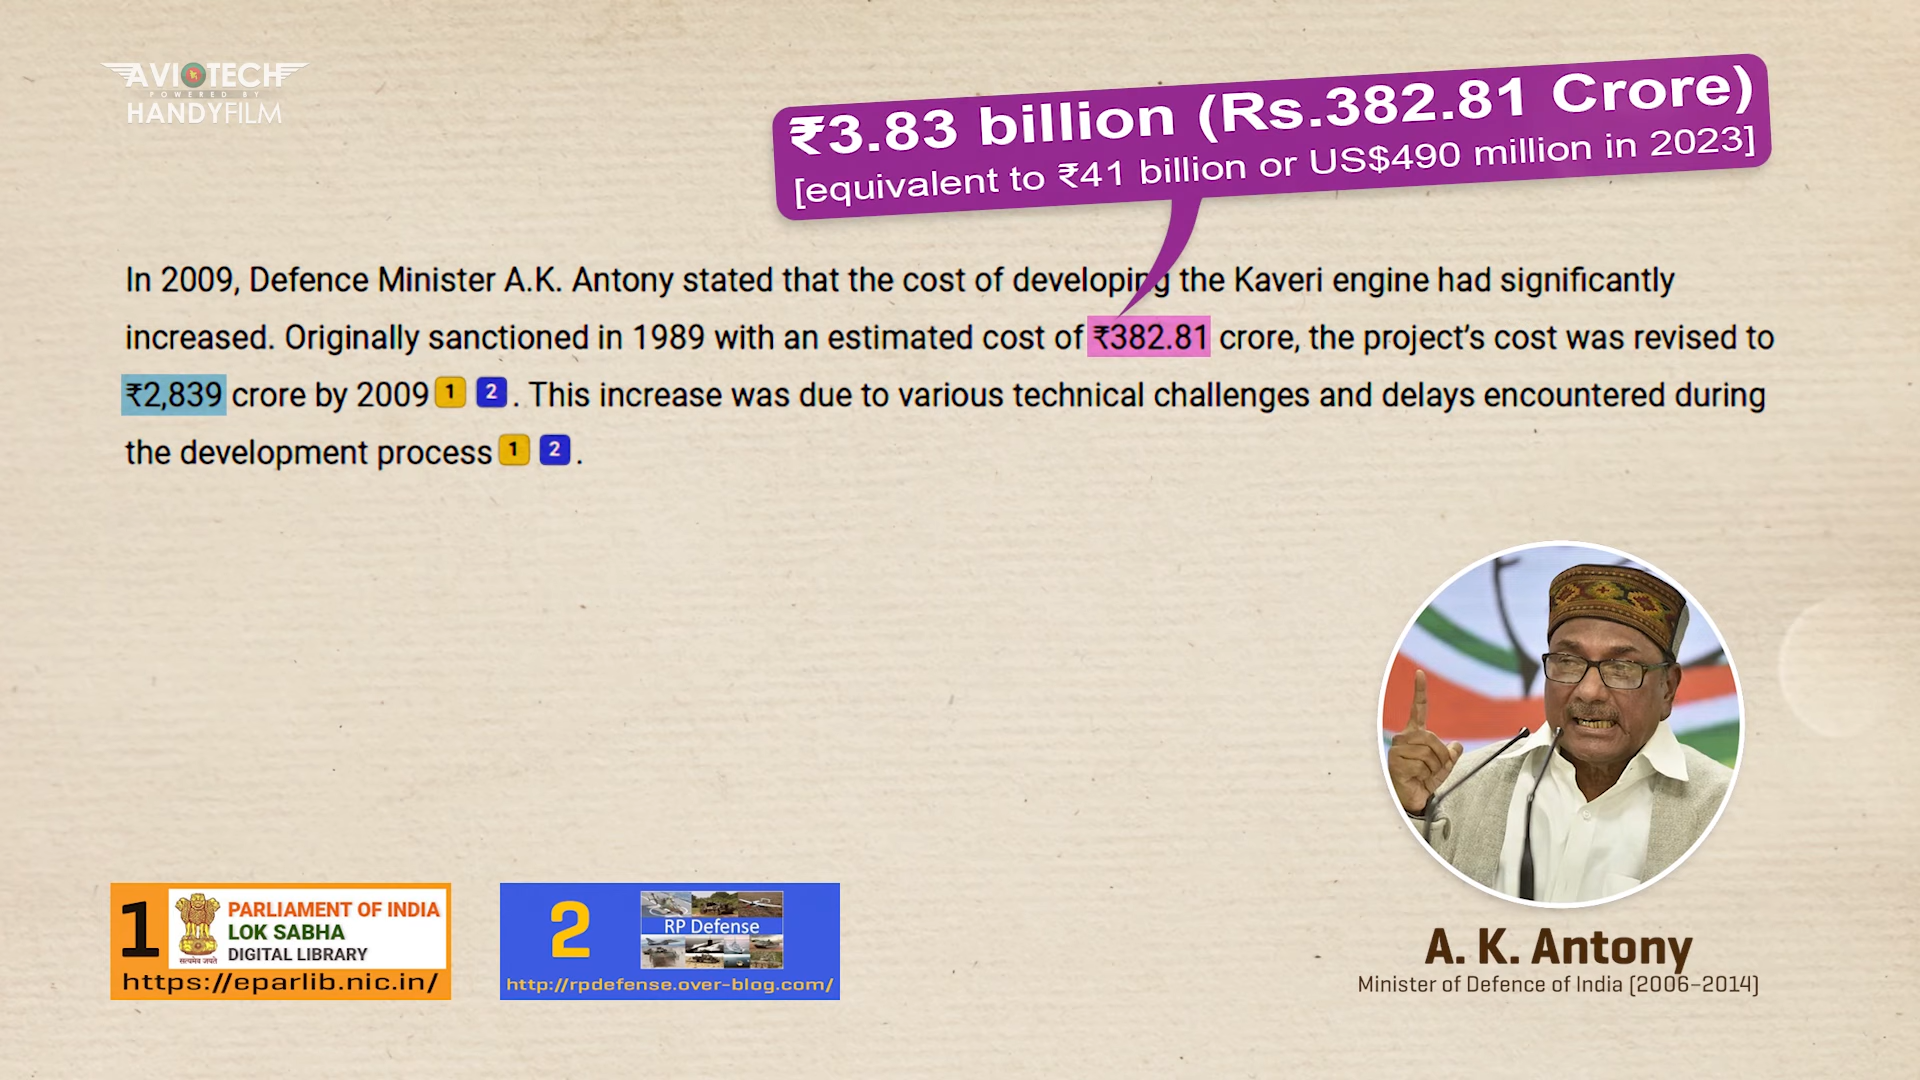 AVIOTECH
POWERED BY
HANDYFILM
₹3.83 billion (Rs.382.81 Crore)
[equivalent to ₹41 billion or US$490 million in 2023]
In 2009, Defence Minister A.K. Antony stated that the cost of developing the Kaveri engine had significantly
increased. Originally sanctioned in 1989 with an estimated cost of ₹382.81 crore, the project's cost was revised to
₹2,839 crore by 2009 1 2 . This increase was due to various technical challenges and delays encountered during
the development process 1 2 .
1
सत्यमेव जयते
PARLIAMENT OF INDIA
LOK SABHA
DIGITAL LIBRARY
https://eparlib.nic.in/
2
RP Defense
http://rpdefense.over-blog.com/
A. K. Antony
Minister of Defence of India (2006–2014)